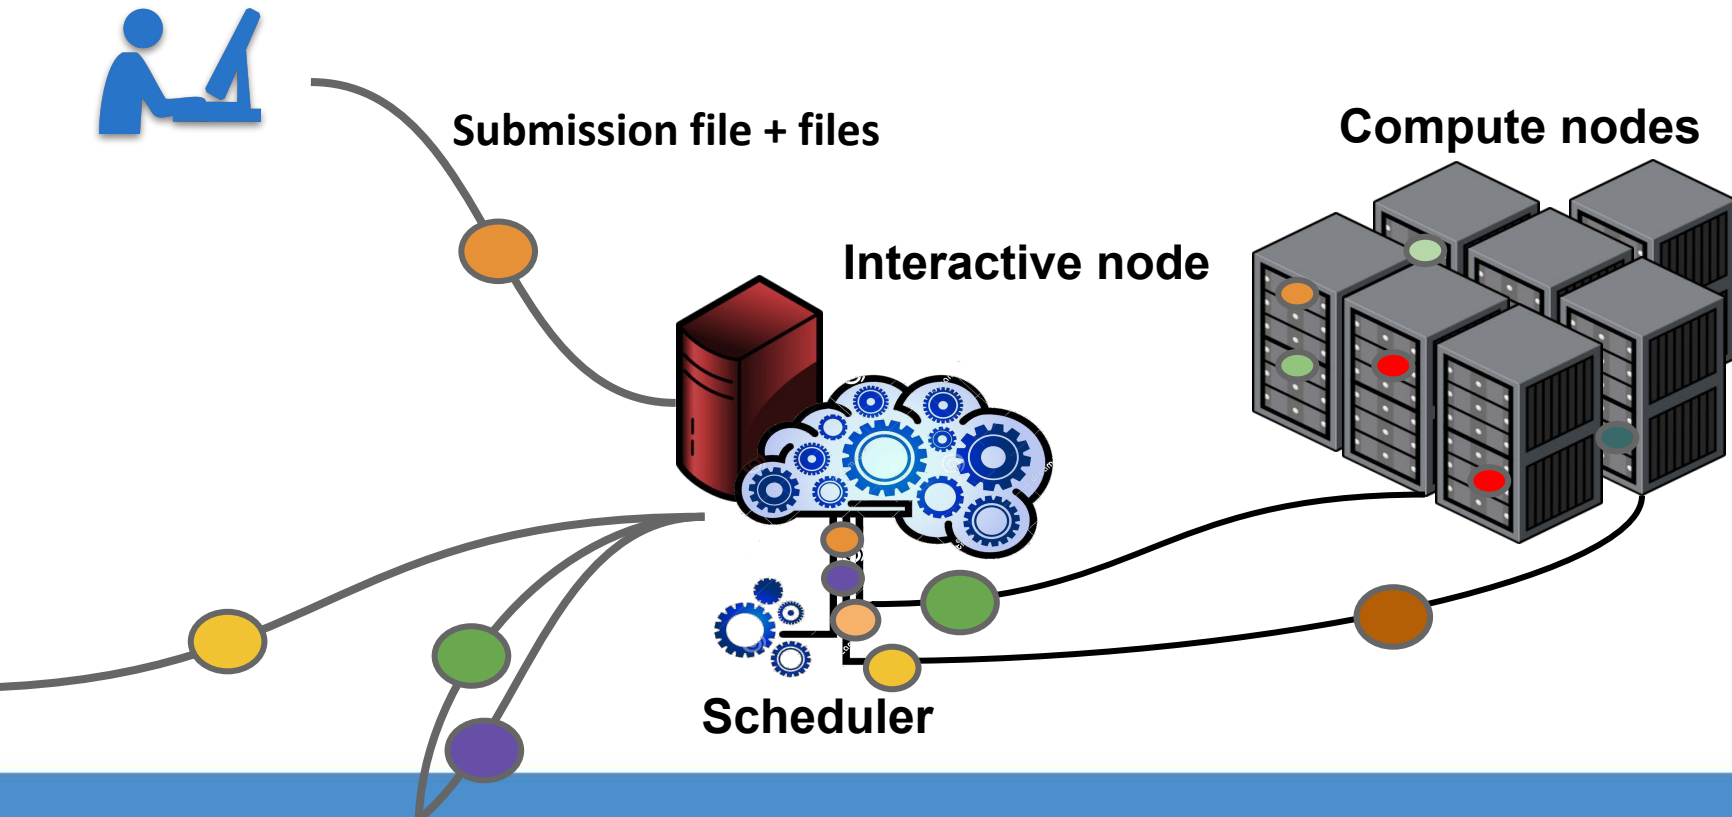 Submission file + files
Compute nodes
Interactive node
Scheduler